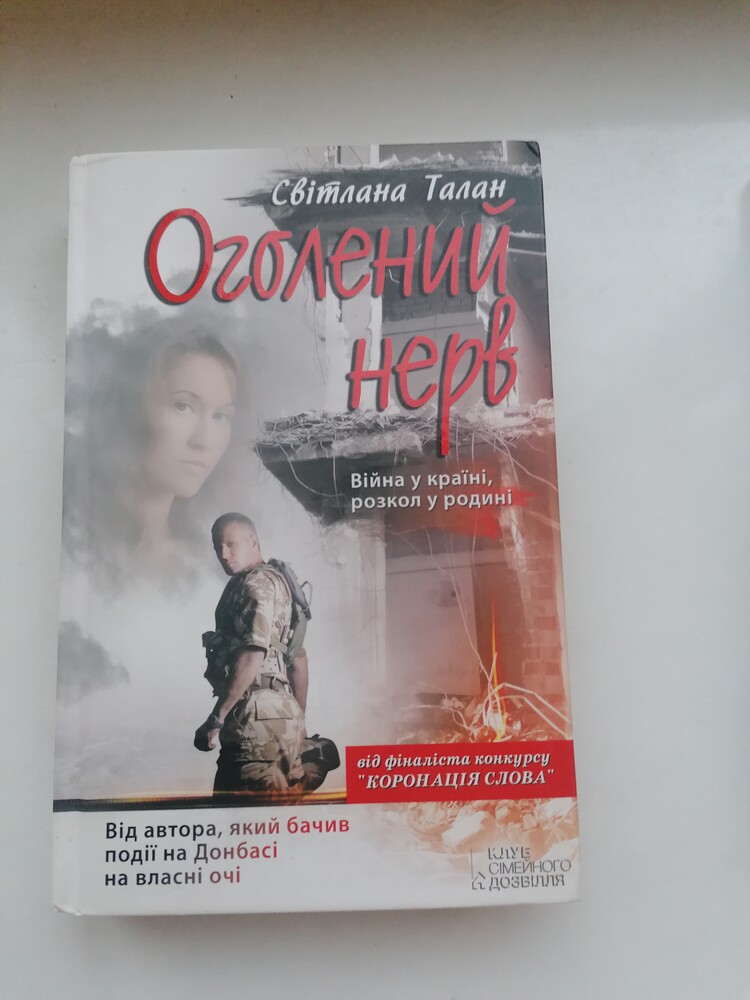 Світлана Талан
Оголений
нерв
Війна у країні,
розкол у родині
від фіналіста конкурсу
"КОРОНАЦІЯ СЛОВА"
Від автора, який бачив
події на Донбасі
на власні очі
КЛУБ
СІМЕЙНОГО
ДОЗВІЛЛЯ